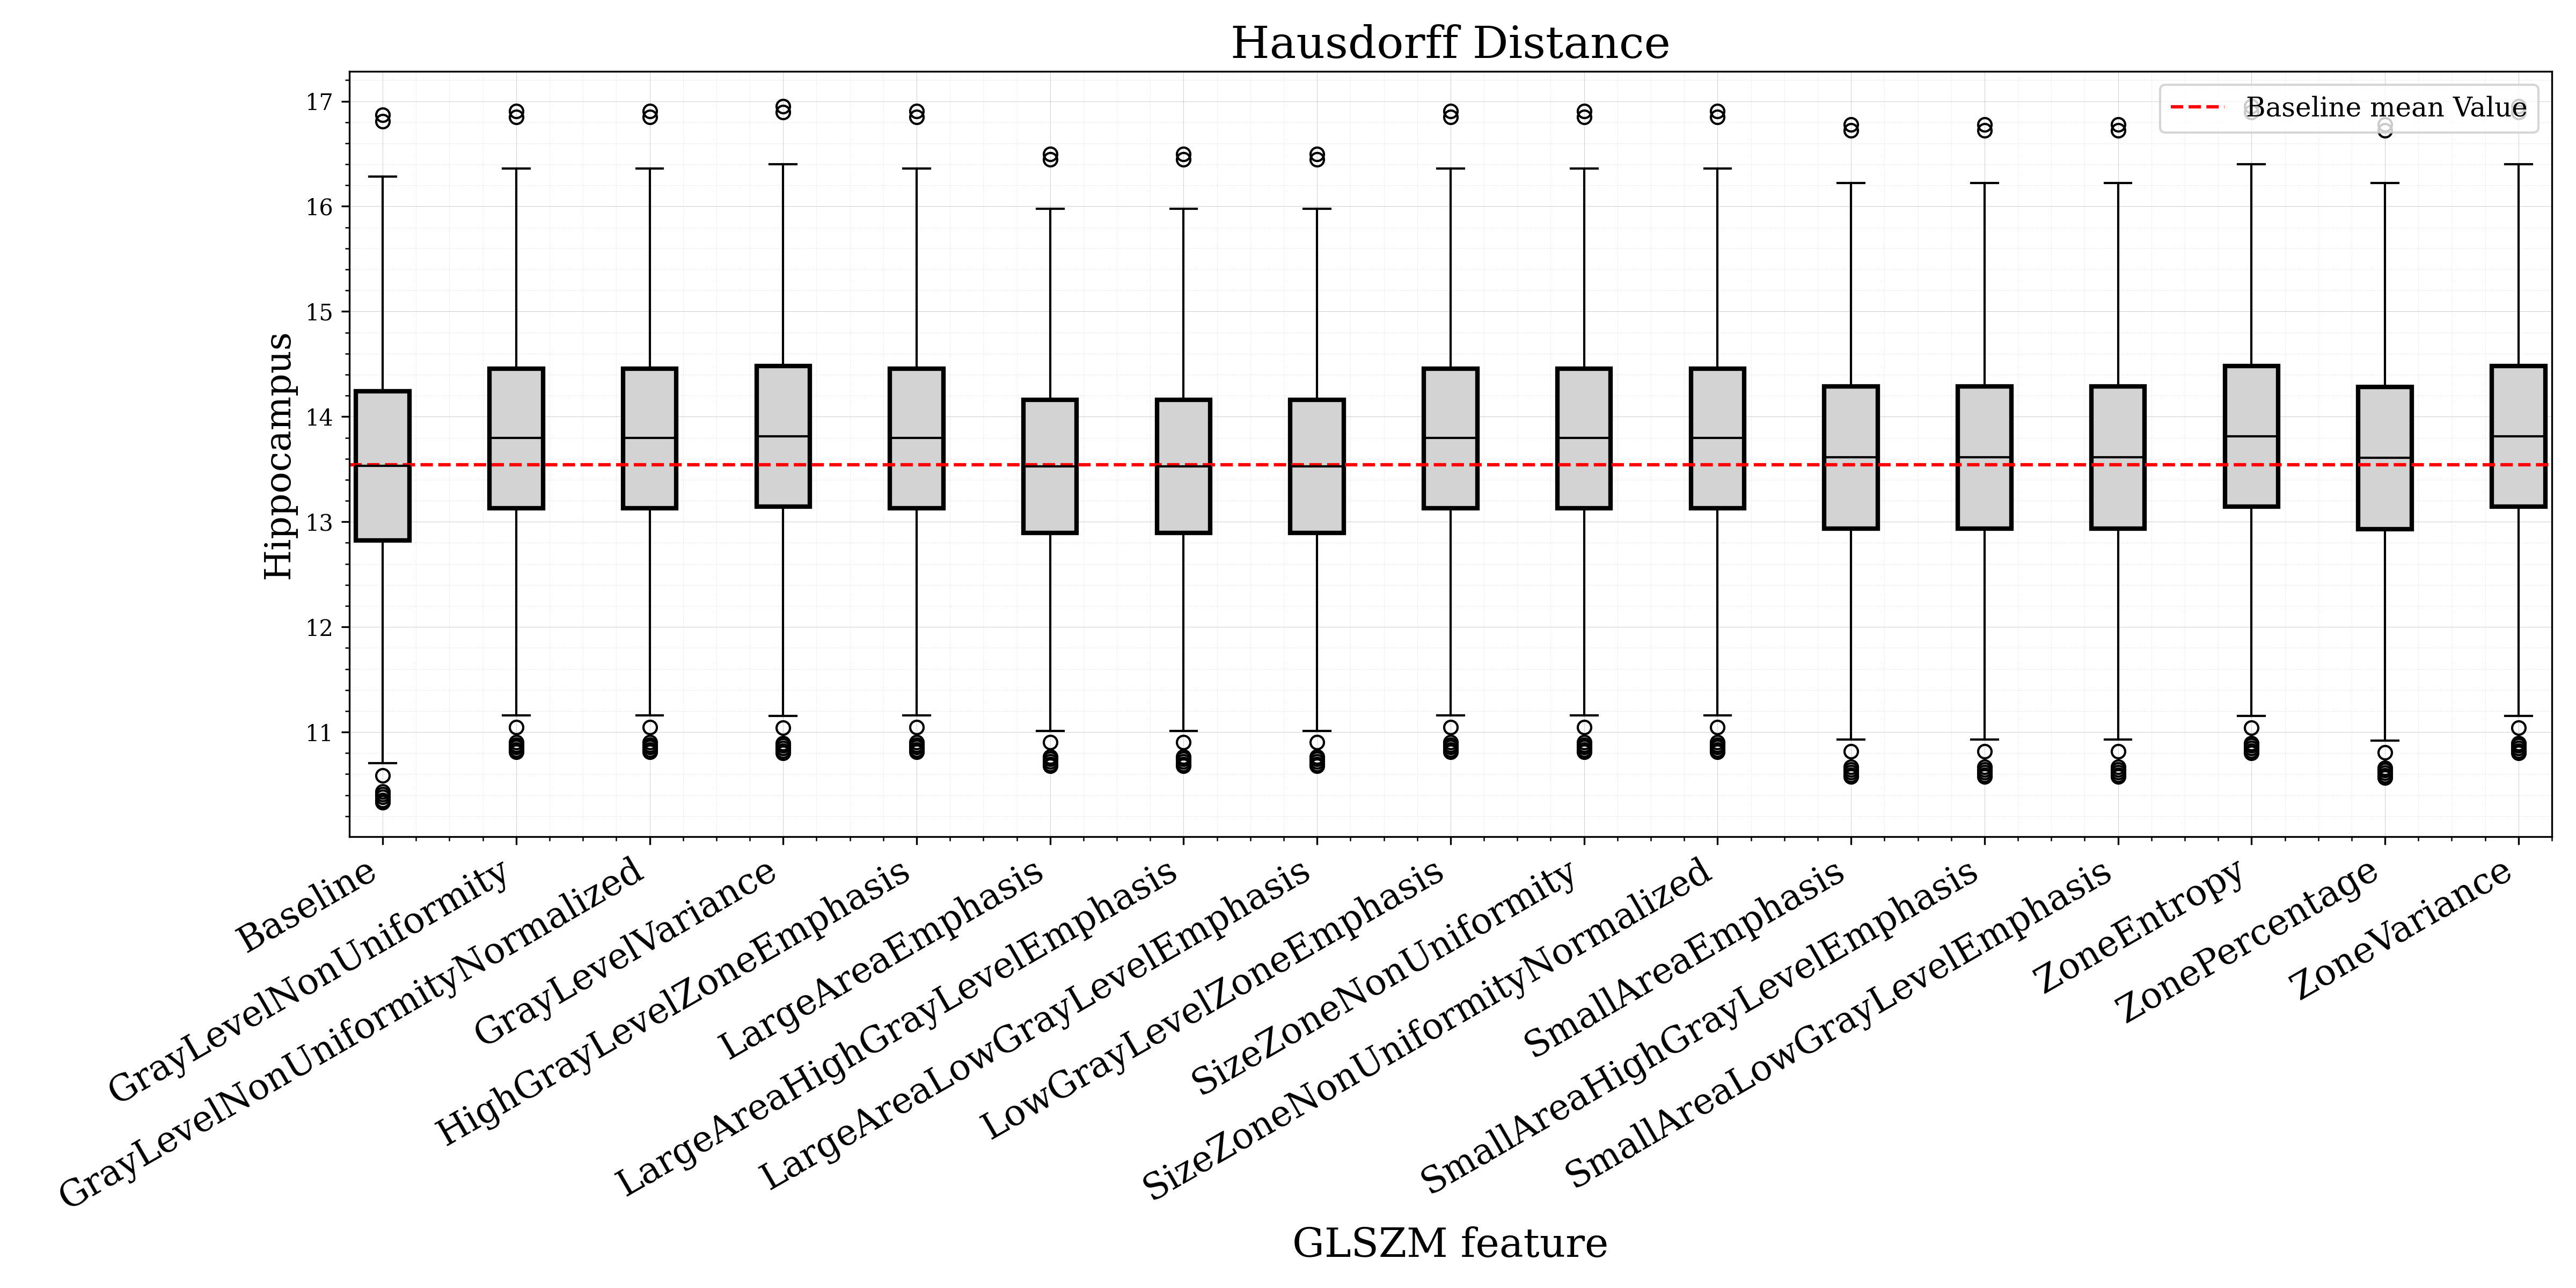 Hausdorff Distance
Baseline mean Value
Hippocampus
17
16
15
14
13
12
11
Baseline
GrayLevelNonUniformity
GrayLevelNonUniformityNormalized
GrayLevelVariance
HighGrayLevelZoneEmphasis
LargeAreaEmphasis
LargeAreaHighGrayLevelEmphasis
LargeAreaLowGrayLevelEmphasis
LowGrayLevelZoneEmphasis
SizeZoneNonUniformity
SizeZoneNonUniformityNormalized
SmallAreaEmphasis
SmallAreaHighGrayLevelEmphasis
SmallAreaLowGrayLevelEmphasis
ZoneEntropy
ZonePercentage
ZoneVariance
GLSZM feature